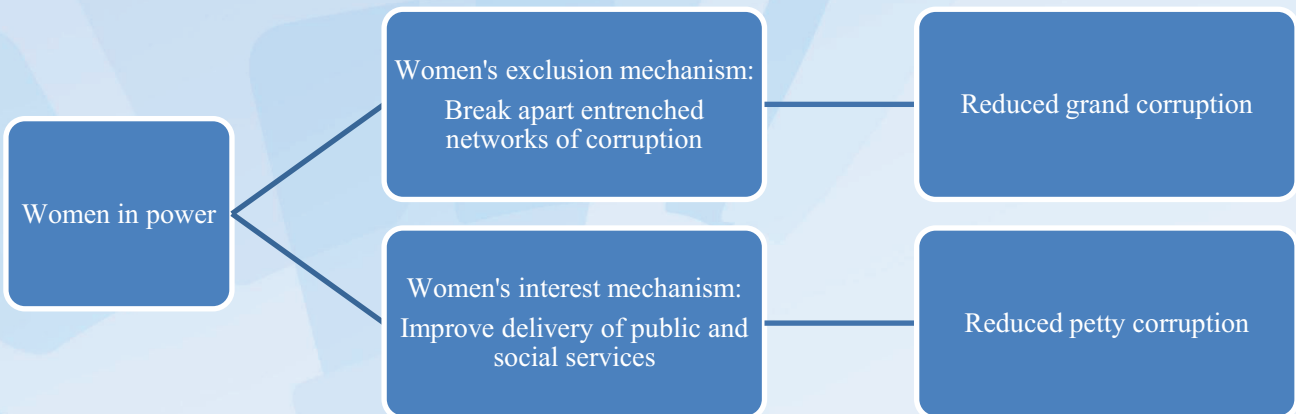 Women in power
Women's exclusion mechanism:
Break apart entrenched
networks of corruption
Reduced grand corruption
Women's interest mechanism:
Improve delivery of public and
social services
Reduced petty corruption